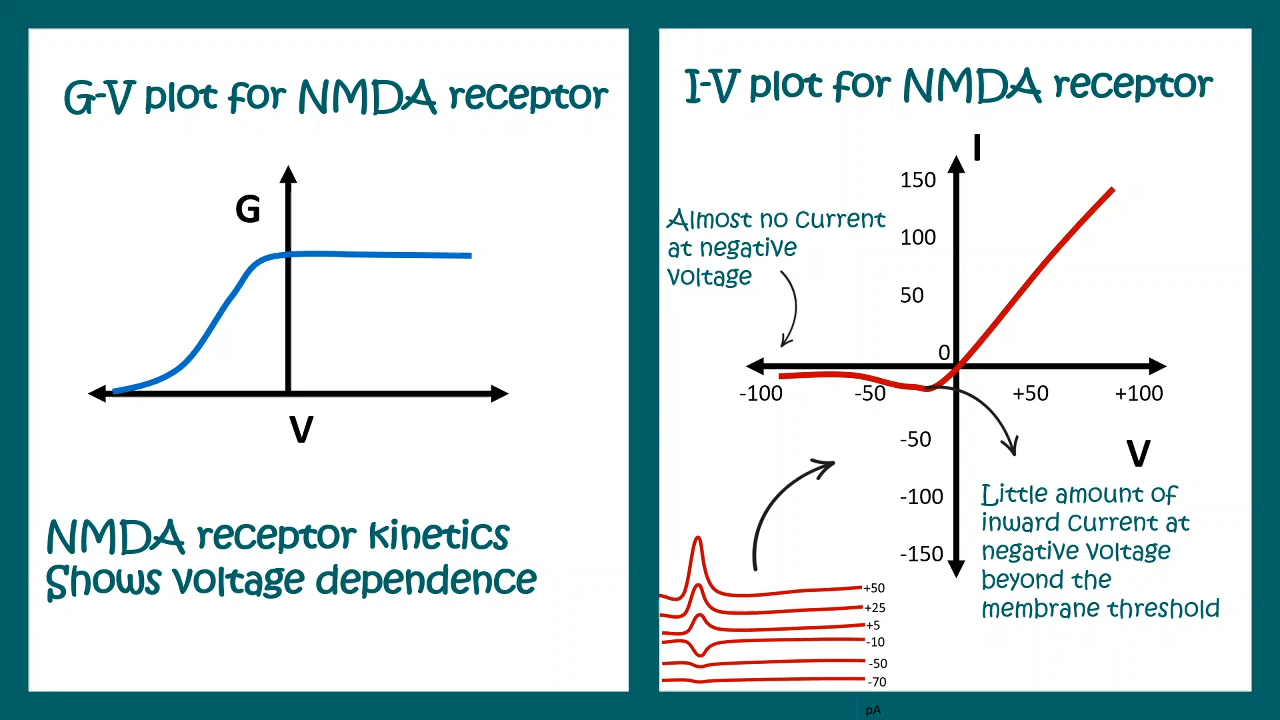 G-V plot for NMDA receptor
G
V
NMDA receptor kinetics
Shows voltage dependence
I-V plot for NMDA receptor
I
150
100
50
0
-100
-50
+50
+100
-50
-100
-150
V
Almost no current
at negative
voltage
Little amount of
inward current at
negative voltage
beyond the
membrane threshold
+50
+25
+5
-10
-50
-70
pA